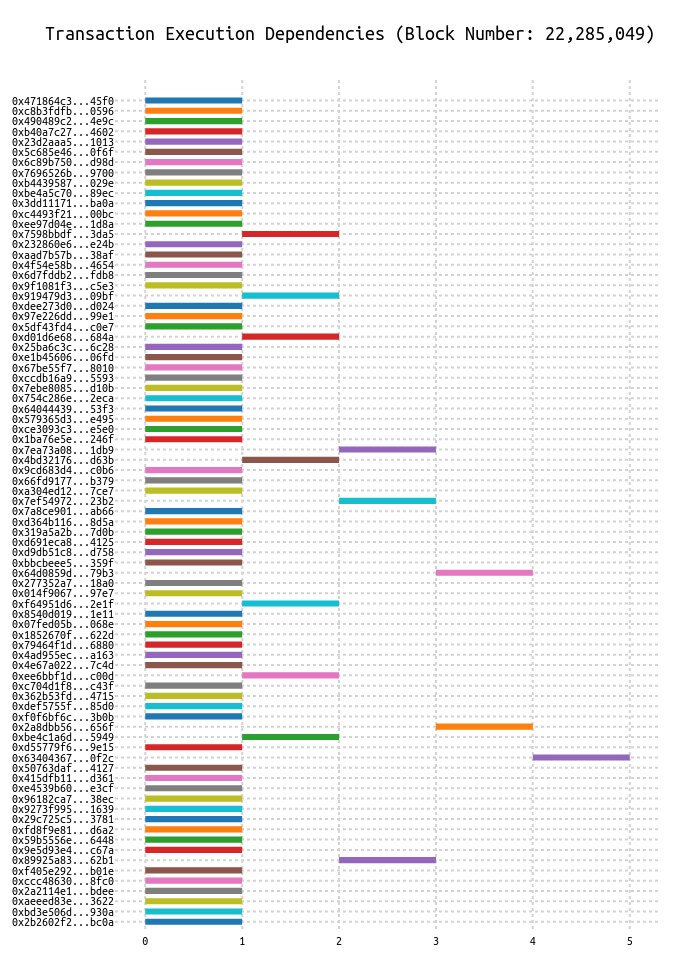 Transaction Execution Dependencies (Block Number: 22,285,049)
0x471864c3...45f0
0xc8b3fdfb...0596
0x490489c2...4e9c
0xb40a7c27...4602
0x23d2aaa5...1013
0x5c685e46...0f6f
0x6c89b750...d98d
0x7696526b...9700
0xb4439587...029e
0xbe4a5c70...89ec
0x3dd11171...ba0a
0xc4493f21...00bc
0xee97d04e...1d8a
0x7598bbdf...3da5
0x232860e6...e24b
0xaad7b57b...38af
0x4f54e58b...4654
0x6d7fddb2...fdb8
0x9f1081f3...c5e3
0x919479d3...09bf
0xdee273d0...d024
0x97e226dd...99e1
0x5df43fd4...c0e7
0xd01d6e68...684a
0x25ba6c3c...6c28
0xe1b45606...06fd
0x67be55f7...8010
0xccdb16a9...5593
0x7ebe8085...d10b
0x754c286e...2eca
0x64044439...53f3
0x579365d3...e495
0xce3093c3...e5e0
0x1ba76e5e...246f
0x7ea73a08...1db9
0x4bd32176...d63b
0x9cd683d4...c0b6
0x66fd9177...b379
0xa304ed12...7ce7
0x7ef54972...23b2
0x7a8ce901...ab66
0xd364b116...8d5a
0x319a5a2b...7d0b
0xd691eca8...4125
0xd9db51c8...d758
0xbbcbeee5...359f
0x64d0859d...79b3
0x277352a7...18a0
0x014f9067...97e7
0xf64951d6...2e1f
0x8540d019...1e11
0x07fed05b...068e
0x1852670f...622d
0x79464f1d...6880
0x4ad955ec...a163
0x4e67a022...7c4d
0xee6bbf1d...c00d
0xc704d1f8...c43f
0x362b53fd...4715
0xdef5755f...85d0
0xf0f6bf6c...3b0b
0x2a8dbb56...656f
0xbe4c1a6d...5949
0xd55779f6...9e15
0x63404367...0f2c
0x50763daf...4127
0x415dfb11...d361
0xe4539b60...e3cf
0x96182ca7...38ec
0x9273f995...1639
0x29c725c5...3781
0xfd8f9e81...d6a2
0x59b5556e...6448
0x9e5d93e4...c67a
0x89925a83...62b1
0xf405e292...b01e
0xccc48630...8fc0
0x2a2114e1...bdee
0xaeeed83e...3622
0xbd3e506d...930a
0x2b2602f2...bc0a
0 1 2 3 4 5